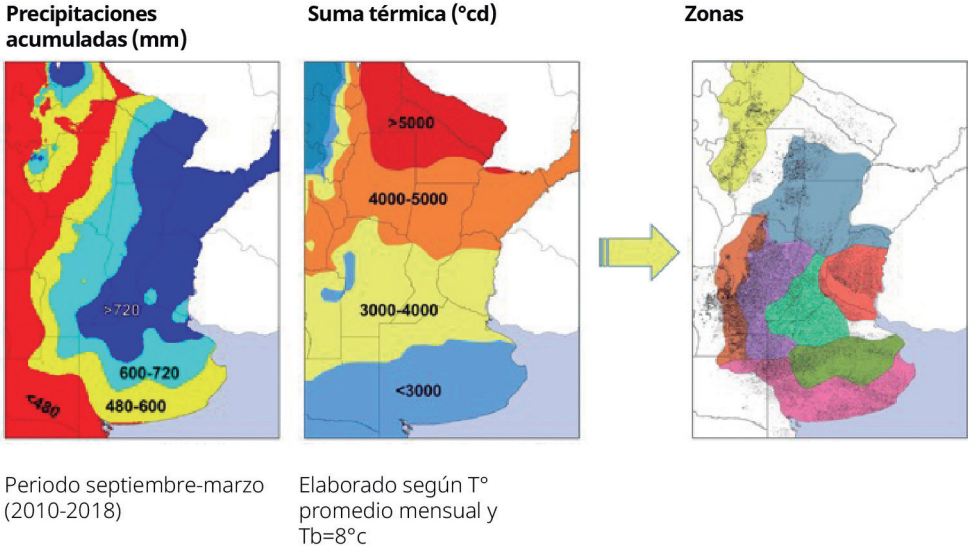 Precipitaciones
acumuladas (mm)
Suma térmica (°cd)
Zonas
>720
600-720
480-600
<480
>5000
4000-5000
3000-4000
<3000
Periodo septiembre-marzo
(2010-2018)
Elaborado según T°
promedio mensual y
Tb=8°c